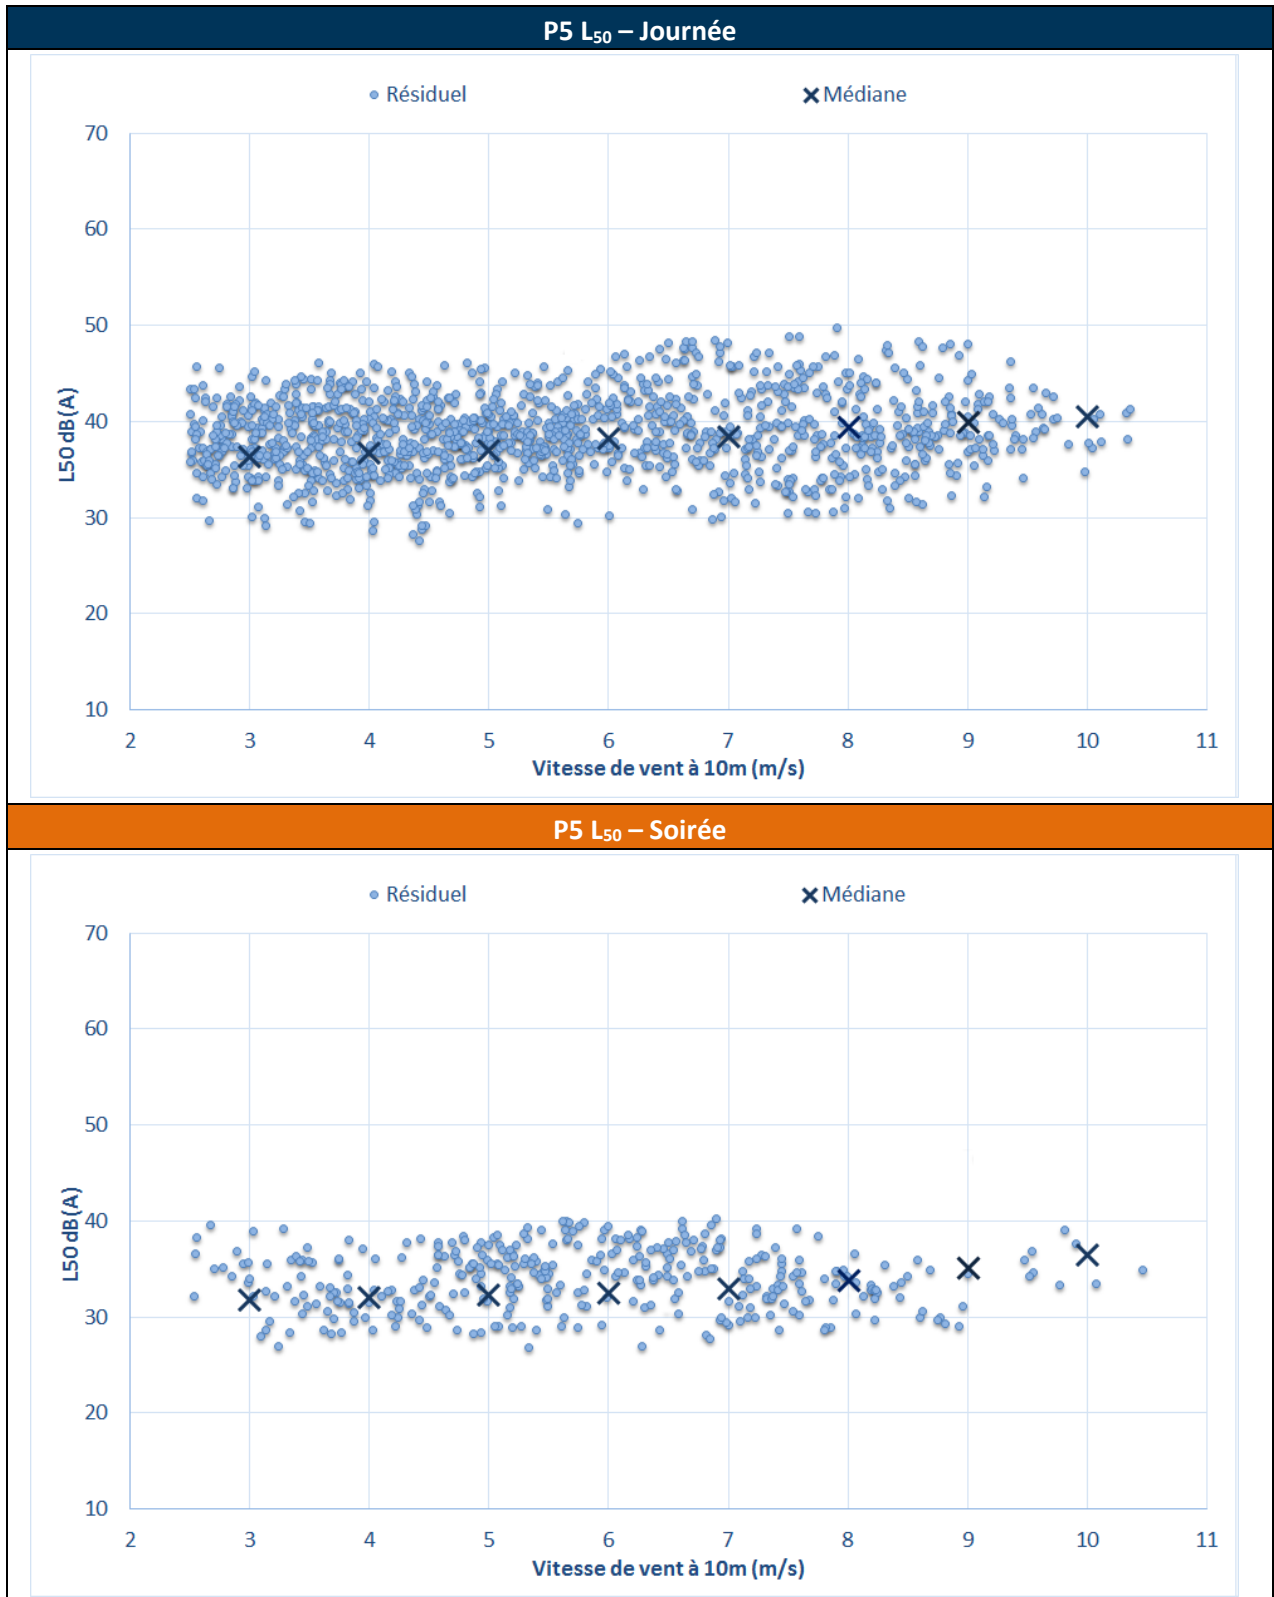 P5 L50 – Journée
Résiduel
Médiane
70
60
50
40
30
20
10
L50 dB(A)
2 3 4 5 6 7 8 9 10 11
Vitesse de vent à 10m (m/s)
P5 L50 – Soirée
Résiduel
Médiane
70
60
50
40
30
20
10
L50 dB(A)
2 3 4 5 6 7 8 9 10 11
Vitesse de vent à 10m (m/s)